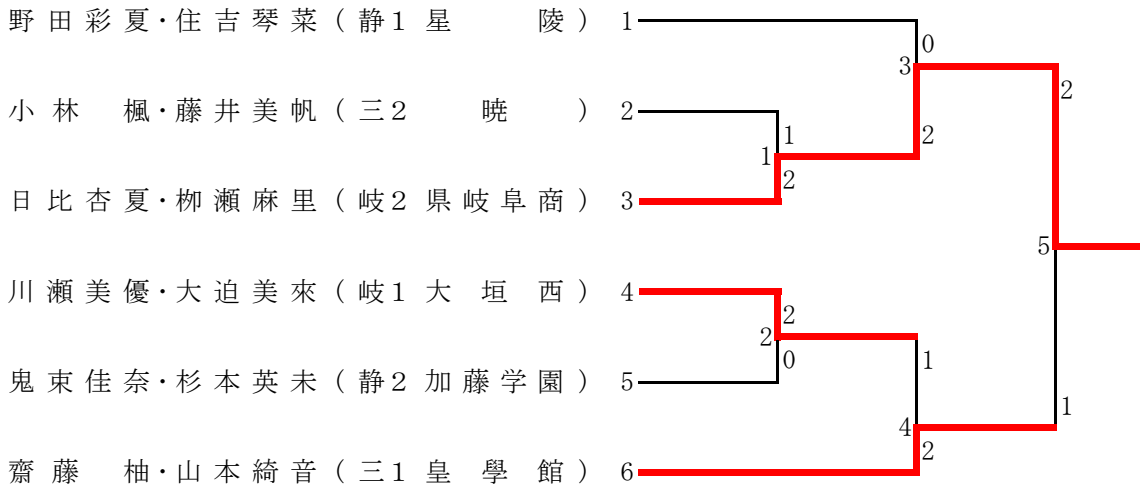 野田彩夏・住吉琴菜（静1 星　陵）1
0
3
2
小林　楓・藤井美帆（三2　暁　）2
1
2
1
2
日比杏夏・栁瀬麻里（岐2 県岐阜商）3
5
川瀬美優・大迫美來（岐1 大垣西）4
2
2
1
0
鬼束佳奈・杉本英未（静2 加藤学園）5
1
4
2
齋藤　柚・山本綺音（三1 皇學館）6